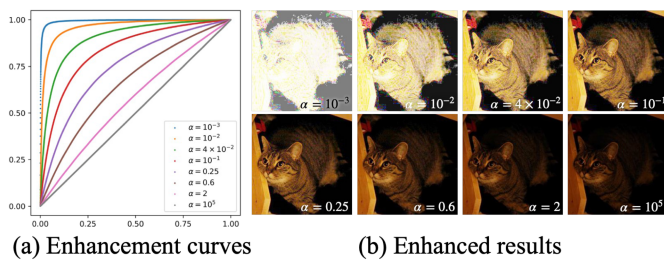 1.00
0.75
0.50
0.25
0.00
0.00 0.25 0.50 0.75 1.00
α = 10⁻³
α = 10⁻²
α = 4 × 10⁻²
α = 10⁻¹
α = 0.25
α = 0.6
α = 2
α = 10⁵
α = 10⁻³
α = 10⁻²
α = 4 × 10⁻²
α = 10⁻¹
α = 0.25
α = 0.6
α = 2
α = 10⁵
(a) Enhancement curves
(b) Enhanced results